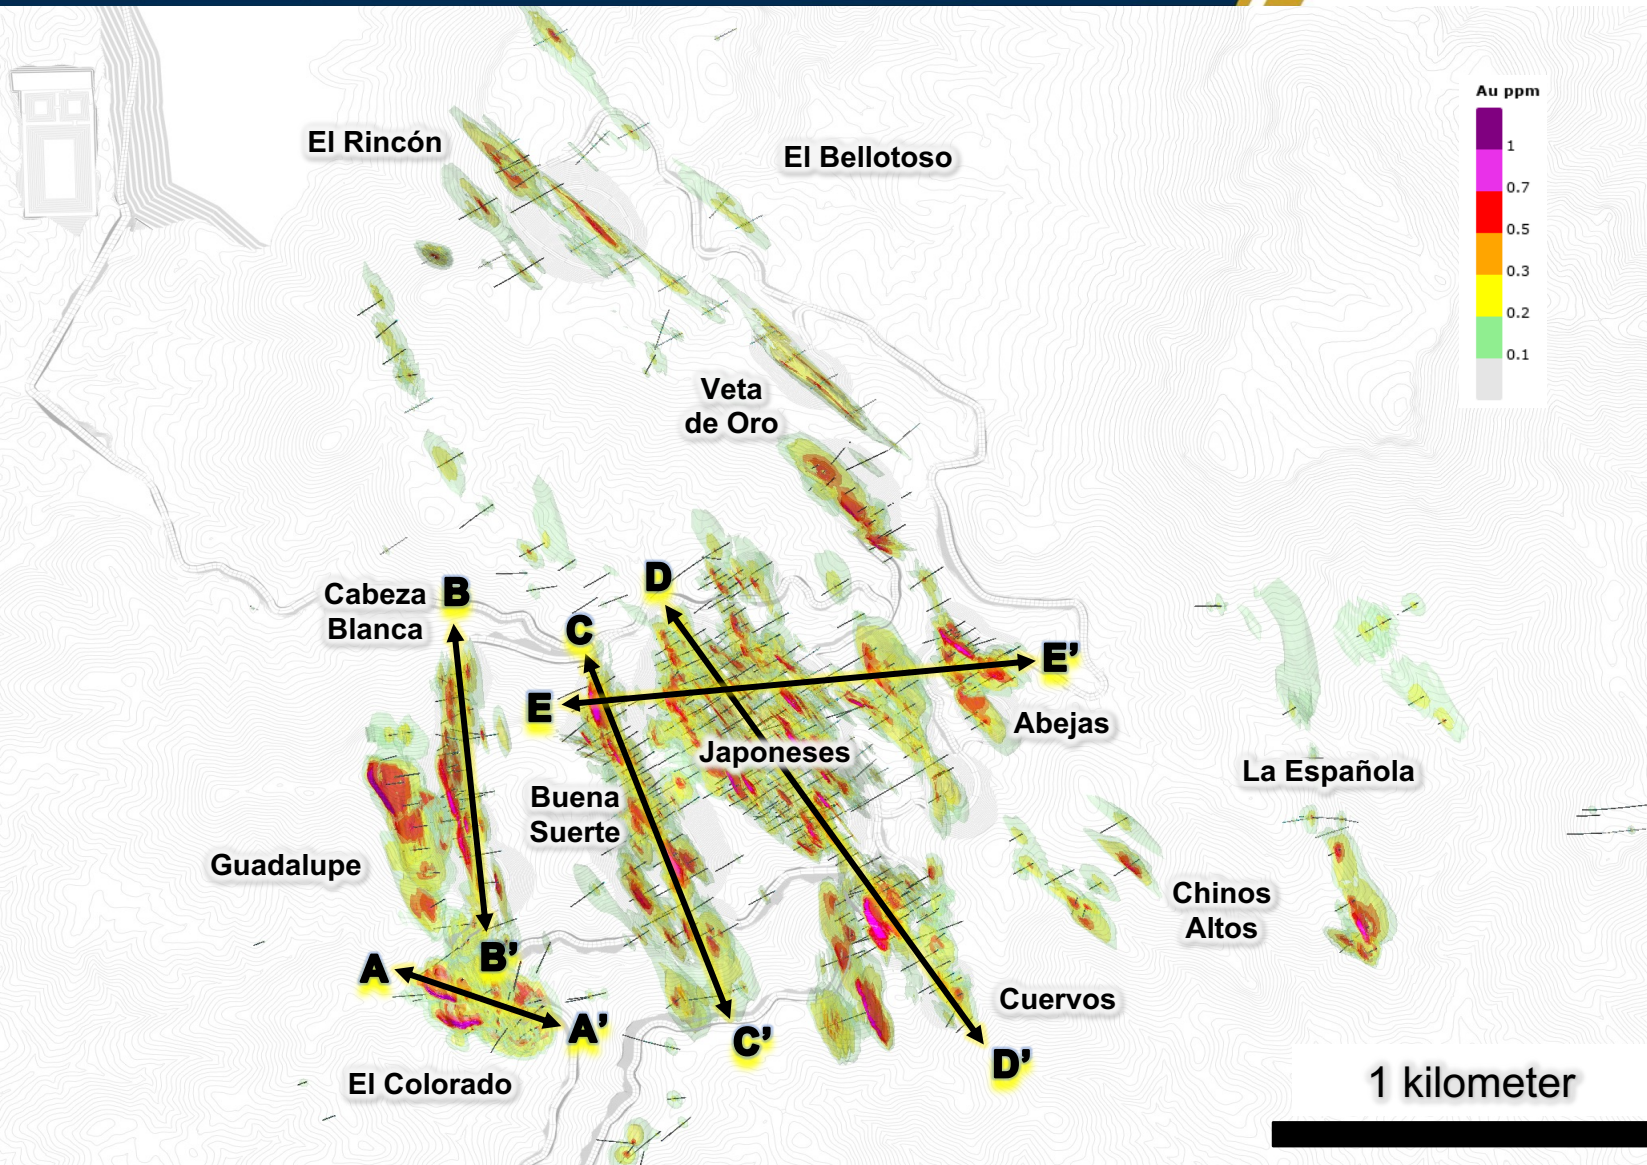 Au ppm
1
0.7
0.5
0.3
0.2
0.1
El Rincón
El Bellotoso
Veta
de Oro
Cabeza
Blanca
B
D
C
E
E’
Abejas
Japoneses
La Española
Buena
Suerte
Guadalupe
Chinos
Altos
B’
A
Cuervos
A’
C’
D’
El Colorado
1 kilometer